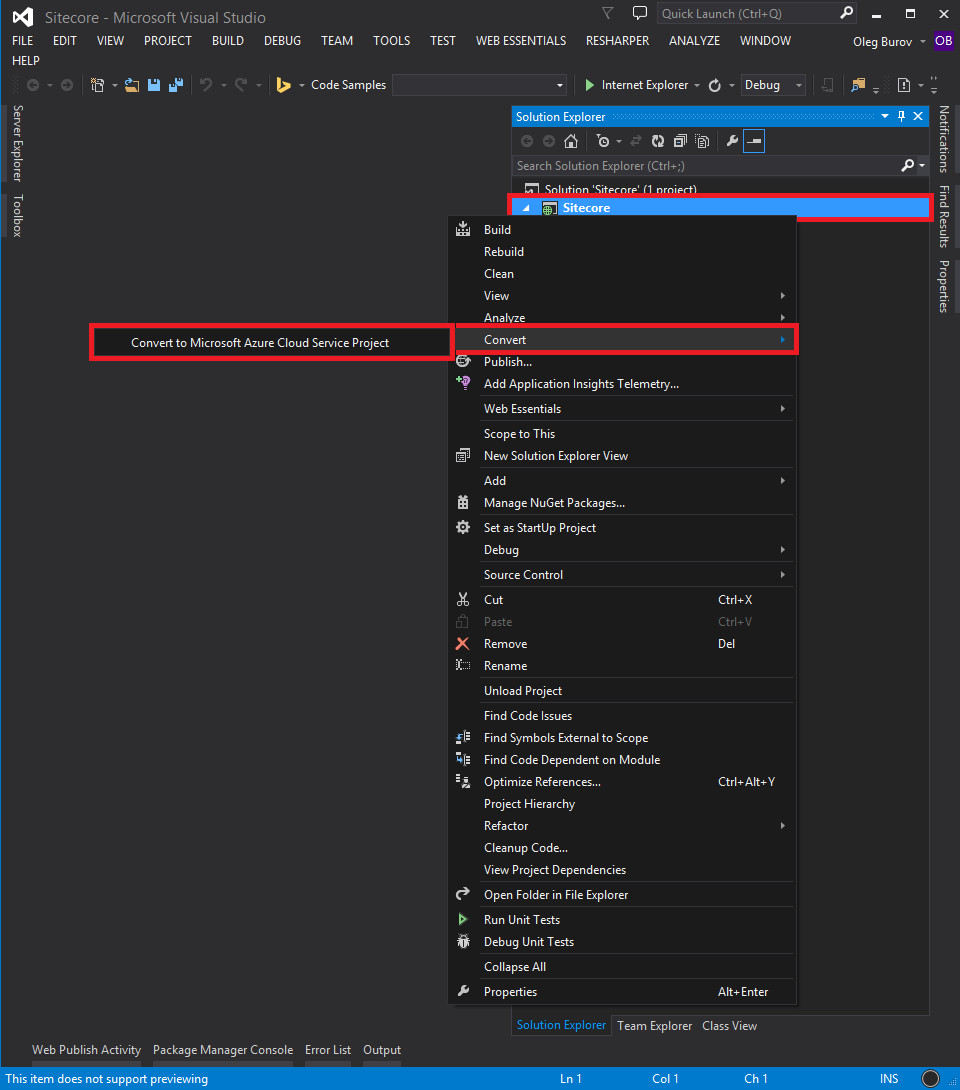 Sitecore - Microsoft Visual Studio
Quick Launch (Ctrl+Q)
FILE EDIT VIEW PROJECT BUILD DEBUG TEAM TOOLS TEST WEB ESSENTIALS RESHARPER ANALYZE WINDOW
Oleg Burov OB
HELP
Code Samples
Internet Explorer
Debug
Server Explorer
Toolbox
Solution Explorer
Search Solution Explorer (Ctrl+;)
Solution 'Sitecore' (1 project)
Sitecore
Notifications
Find Results
Properties
Build
Rebuild
Clean
View
Analyze
Convert
Convert to Microsoft Azure Cloud Service Project
Publish...
Add Application Insights Telemetry...
Web Essentials
Scope to This
New Solution Explorer View
Add
Manage NuGet Packages...
Set as StartUp Project
Debug
Source Control
Cut Ctrl+X
Paste Ctrl+V
Remove Del
Rename
Unload Project
Find Code Issues
Find Symbols External to Scope
Find Code Dependent on Module
Optimize References... Ctrl+Alt+Y
Project Hierarchy
Refactor
Cleanup Code...
View Project Dependencies
Open Folder in File Explorer
Run Unit Tests
Debug Unit Tests
Collapse All
Properties Alt+Enter
Solution Explorer Team Explorer Class View
Web Publish Activity Package Manager Console Error List Output
This item does not support previewing Ln 1 Col 1 Ch 1 INS